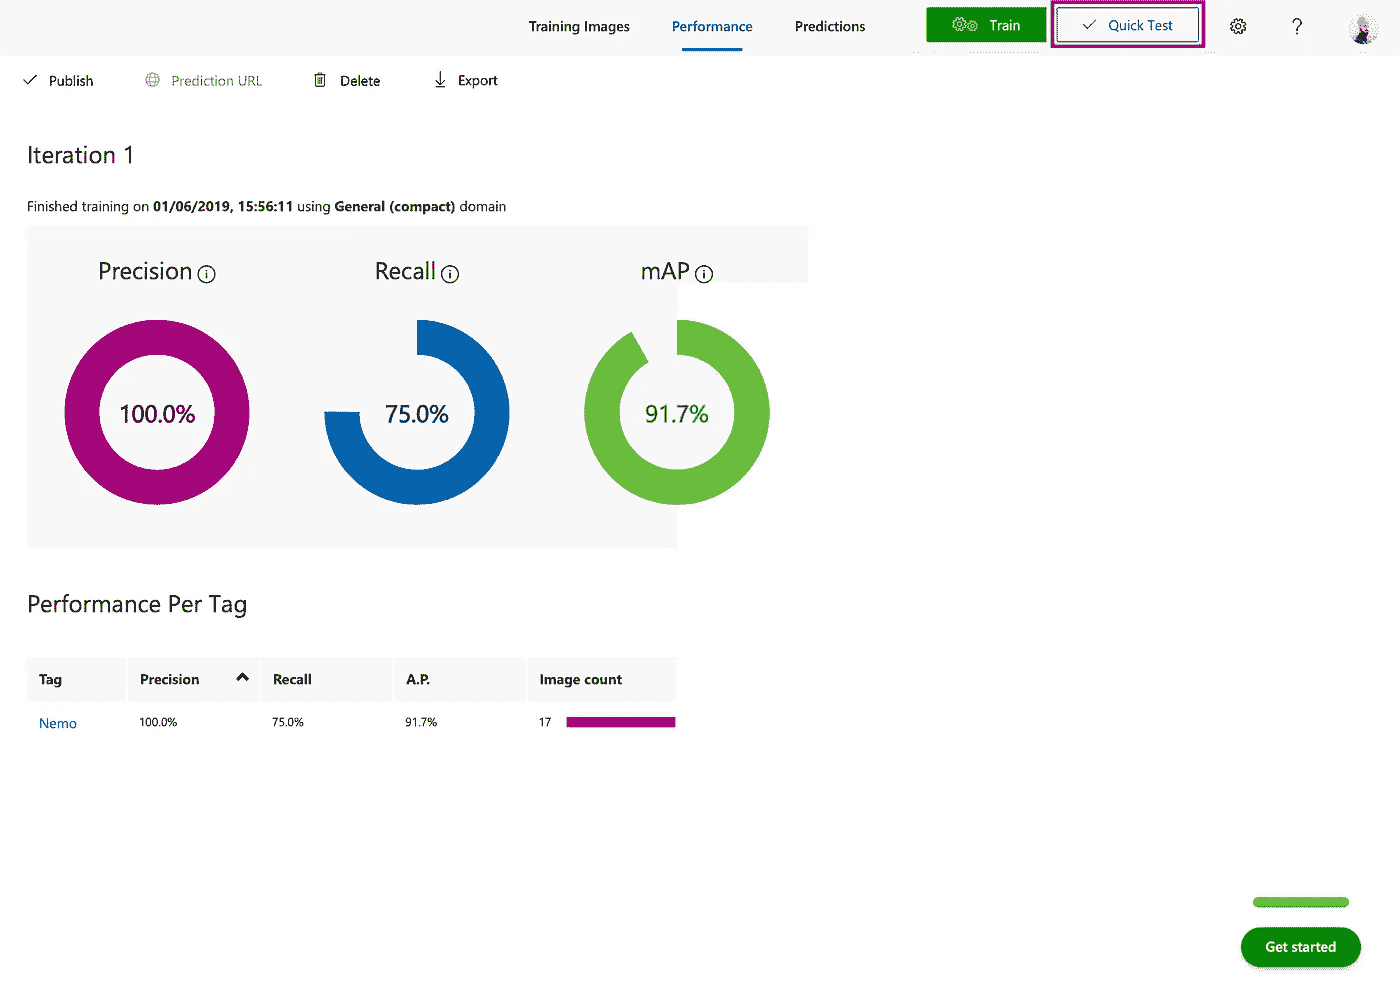 Training Images Performance Predictions Train Quick Test ?
Publish Prediction URL Delete Export
Iteration 1
Finished training on 01/06/2019, 15:56:11 using General (compact) domain
Precision Recall mAP
100.0% 75.0% 91.7%
Performance Per Tag
Tag Precision Recall A.P. Image count
Nemo 100.0% 75.0% 91.7% 17
Get started